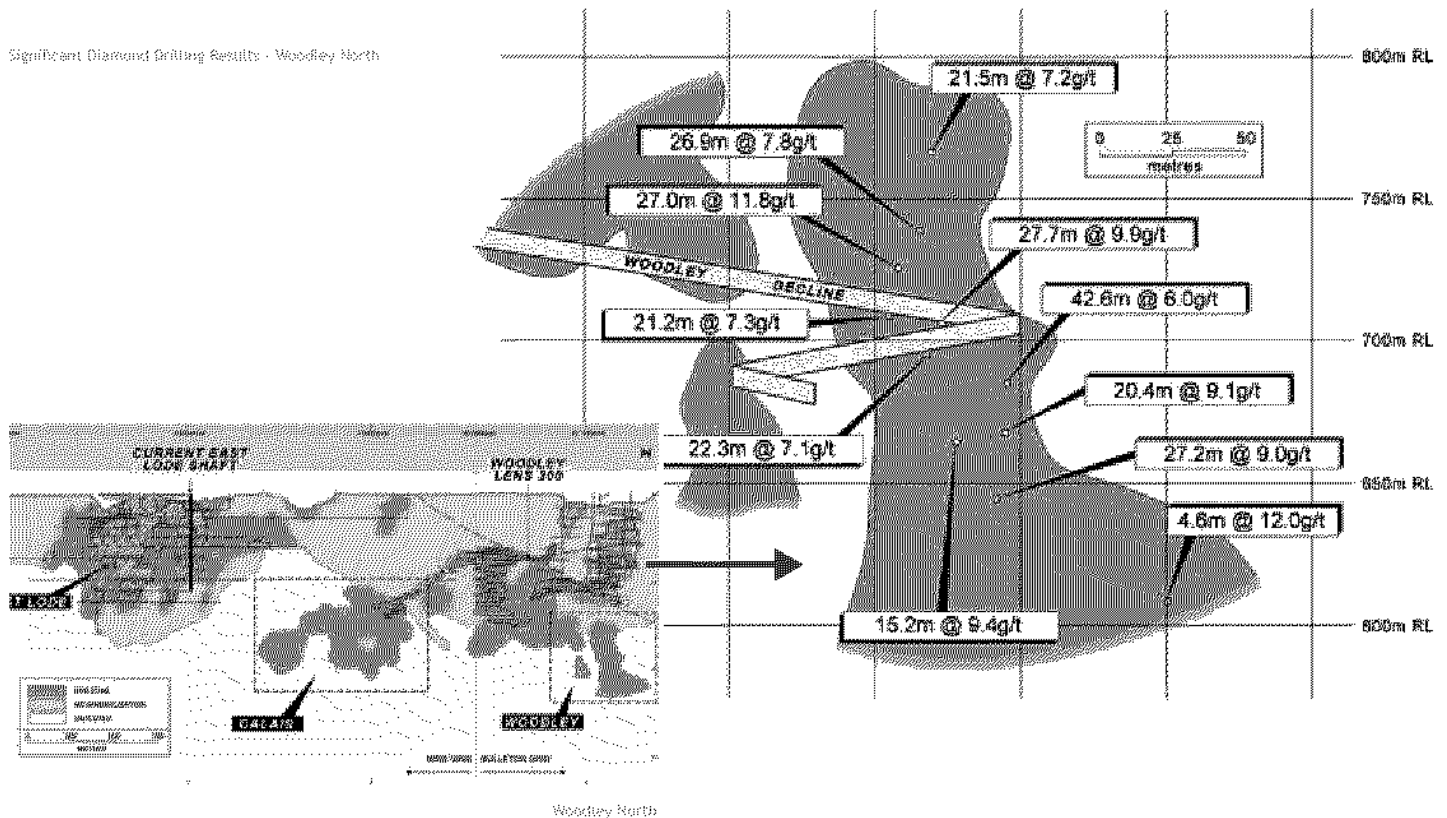 Significant Diamond Drilling Results - Woodley North
800m RL
21.5m @ 7.2g/t
26.9m @ 7.8g/t
0 25 50
metres
27.0m @ 11.8g/t
750m RL
27.7m @ 9.9g/t
WOODLEY DECLINE
42.6m @ 6.0g/t
21.2m @ 7.3g/t
700m RL
20.4m @ 9.1g/t
22.3m @ 7.1g/t
27.2m @ 9.0g/t
650m RL
4.6m @ 12.0g/t
15.2m @ 9.4g/t
600m RL
CURRENT EAST
LODE SHAFT
WOODLEY
LENS 300
N
T LODE
WOODLEY
Woodley North